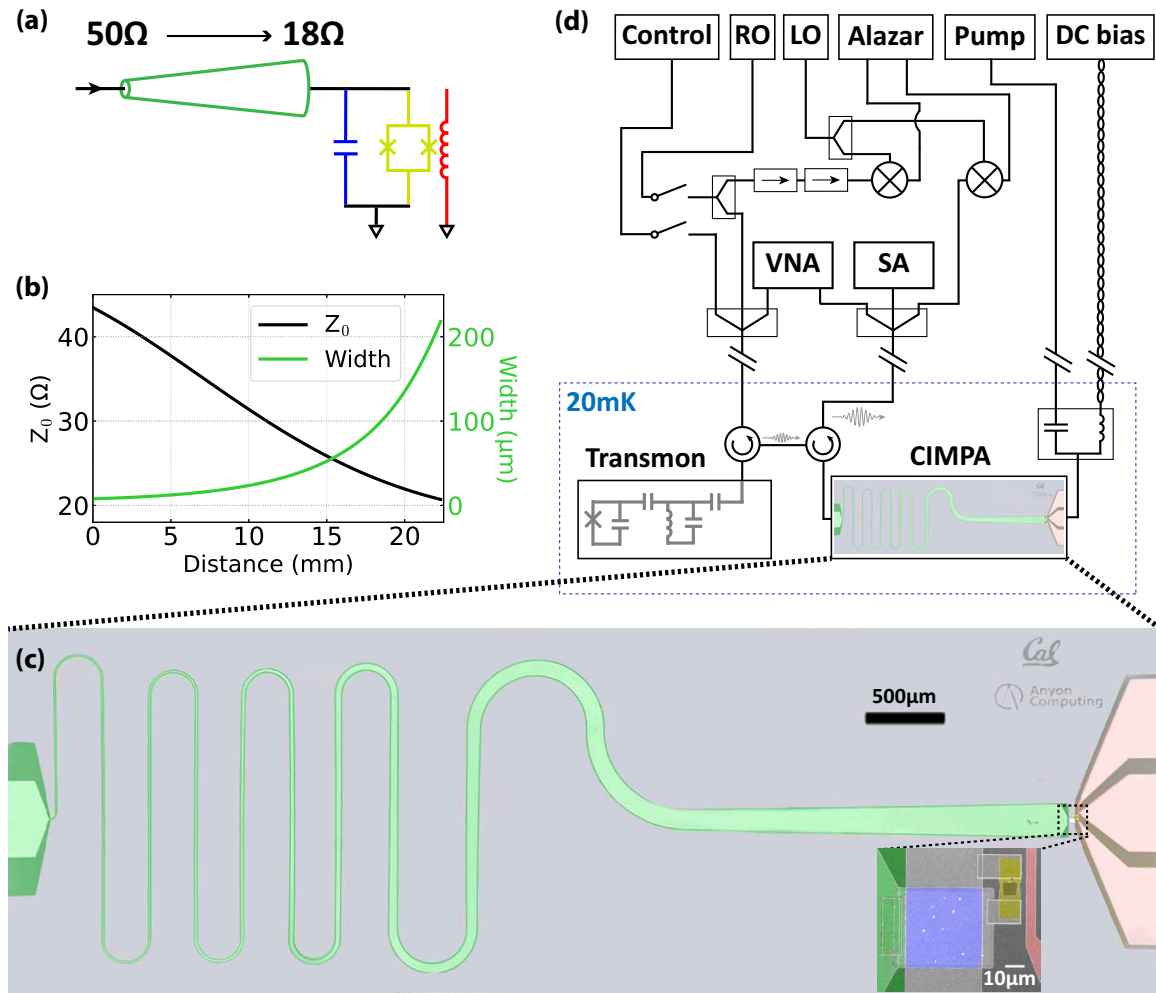 (a)
50Ω 18Ω
(b)
Z₀
Width
40
30
20
Z₀ (Ω)
200
100
0
Width (μm)
0 5 10 15 20
Distance (mm)
(d)
Control RO LO Alazar Pump DC bias
VNA SA
20mK
Transmon
CIMPA
(c)
Cal
Anyon
Computing
500μm
10μm